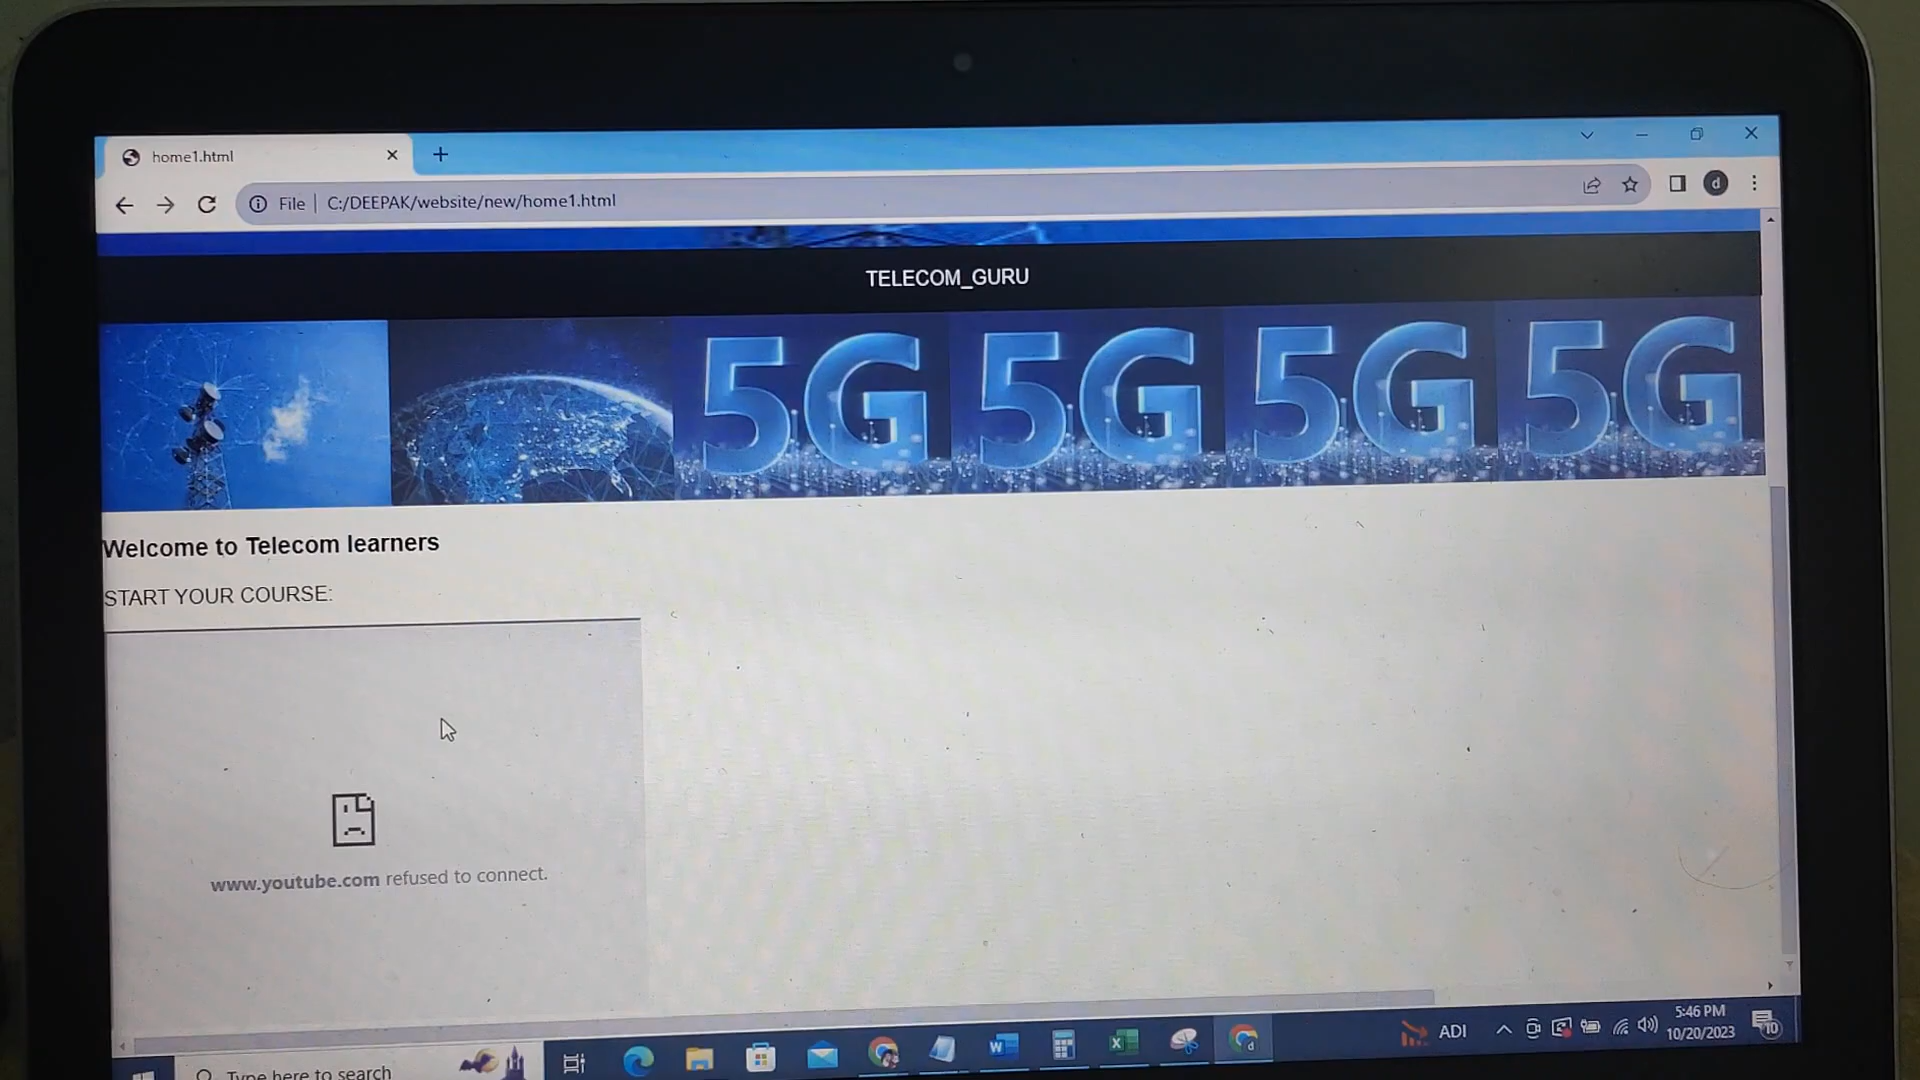 home1.html
File | C:/DEEPAK/website/new/home1.html
d
TELECOM_GURU
5G 5G 5G 5G
Welcome to Telecom learners
START YOUR COURSE:
www.youtube.com refused to connect.
Type here to search
W
X
d
ADI
5:46 PM
10/20/2023
10